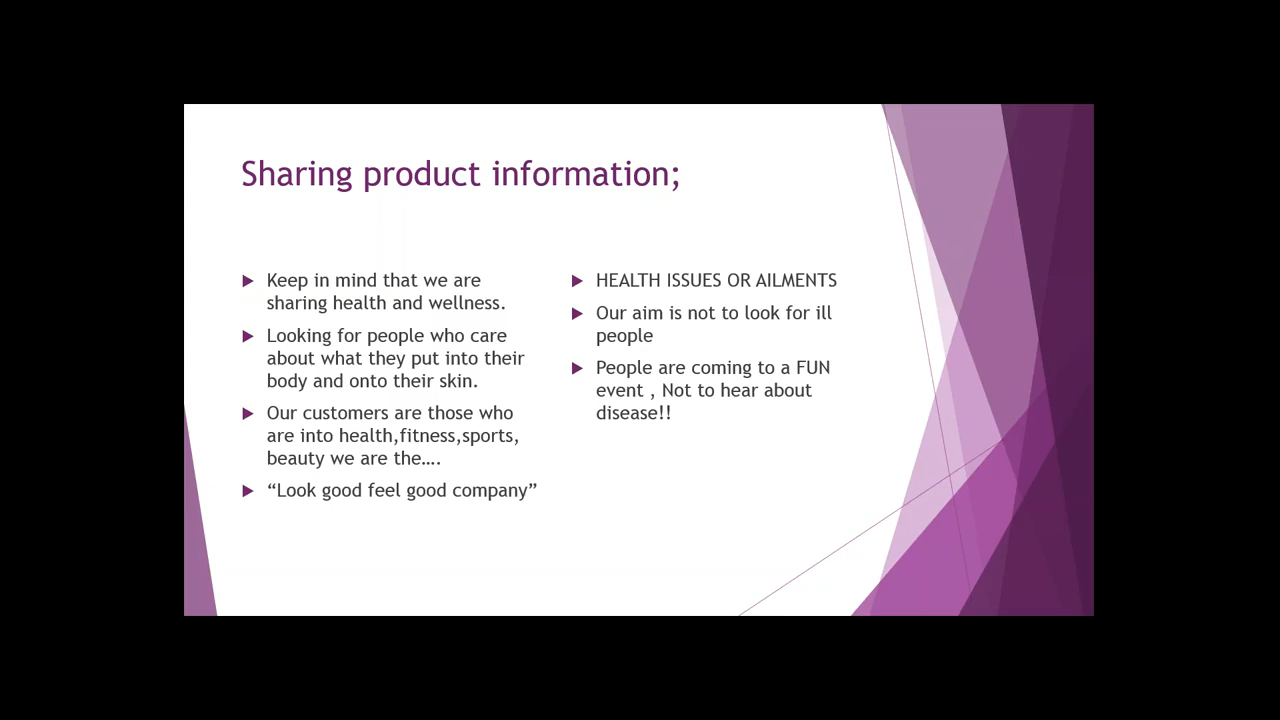 Sharing product information;
Keep in mind that we are
sharing health and wellness.
Looking for people who care
about what they put into their
body and onto their skin.
Our customers are those who
are into health,fitness,sports,
beauty we are the….
“Look good feel good company”
HEALTH ISSUES OR AILMENTS
Our aim is not to look for ill
people
People are coming to a FUN
event , Not to hear about
disease!!